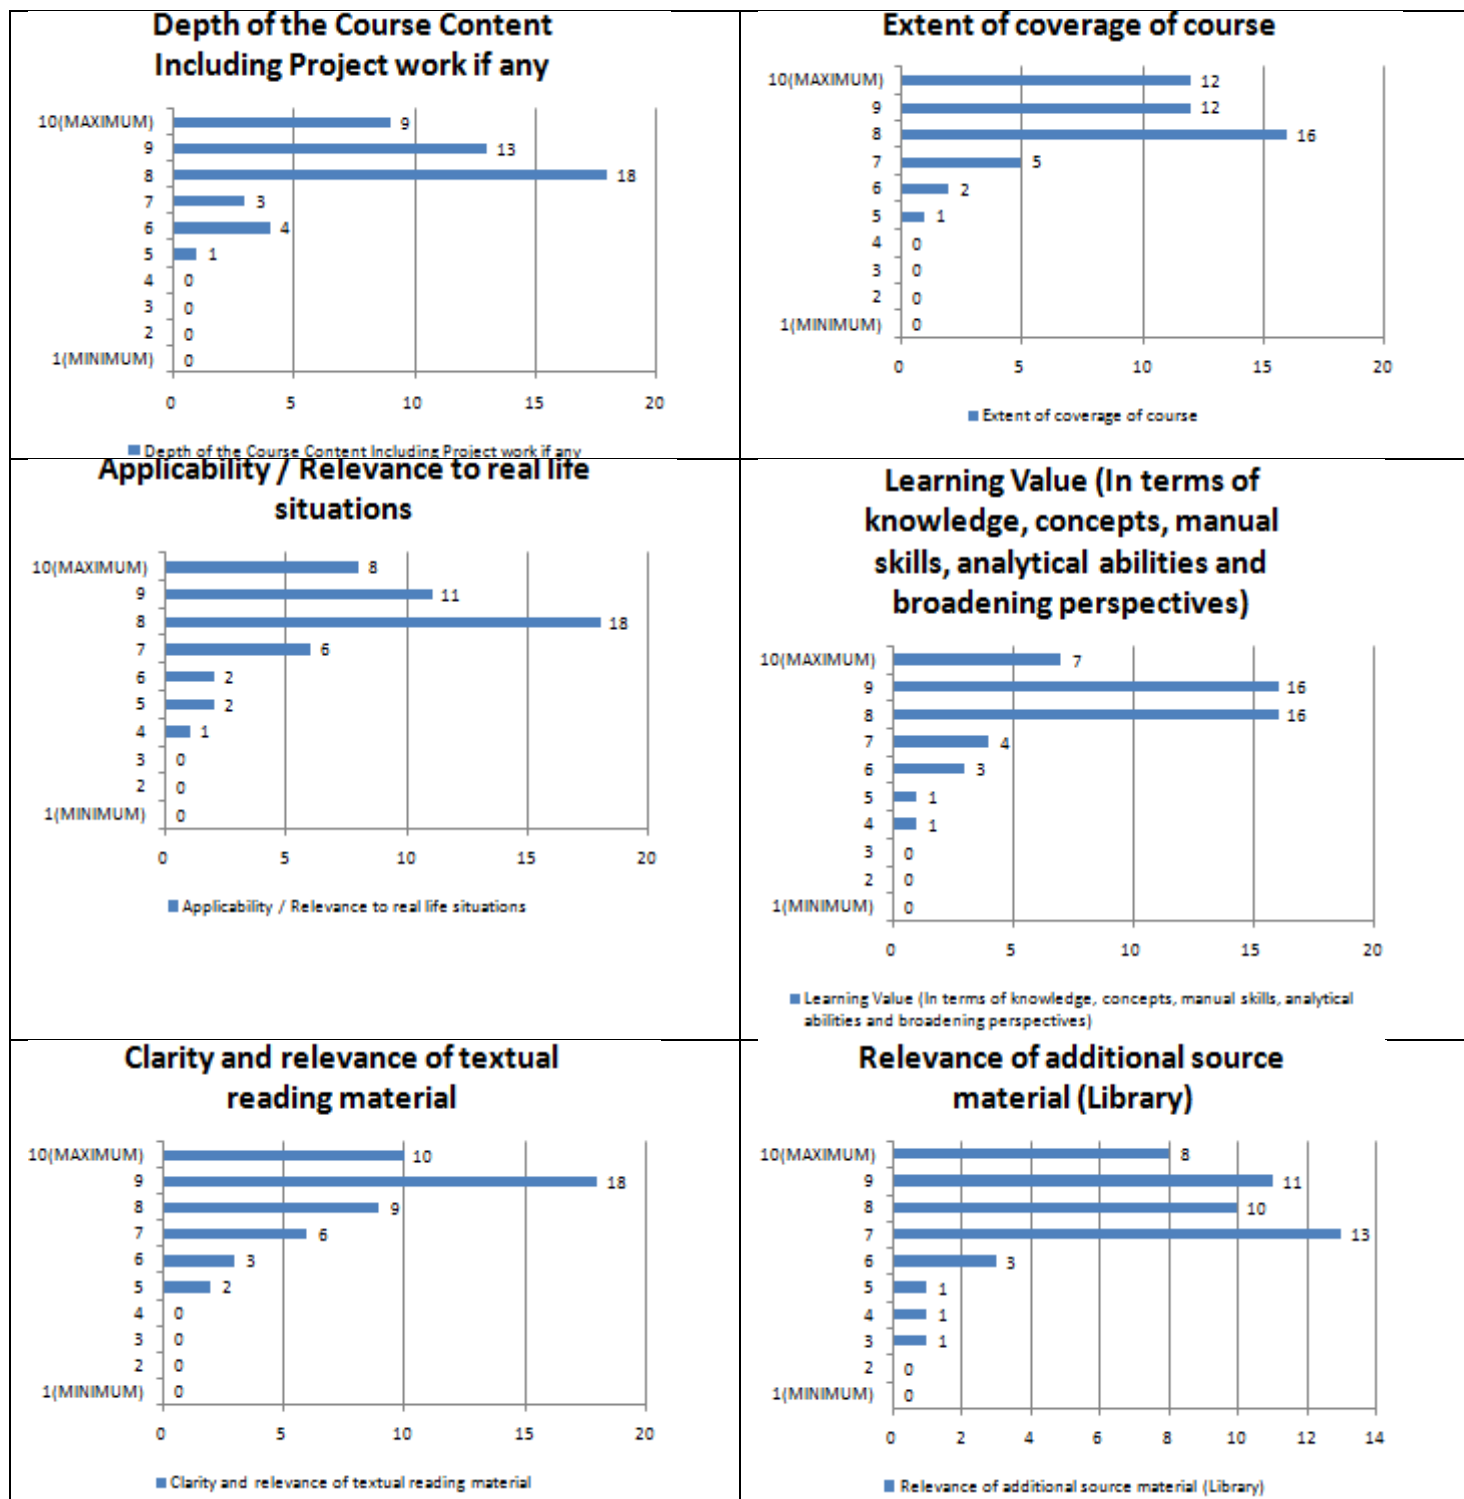 Depth of the Course Content
Including Project work if any
10(MAXIMUM) 9
9 13
8 18
7 3
6 4
5 1
4 0
3 0
2 0
1(MINIMUM) 0
0 5 10 15 20
Depth of the Course Content Including Project work if any
Extent of coverage of course
10(MAXIMUM) 12
9 12
8 16
7 5
6 2
5 1
4 0
3 0
2 0
1(MINIMUM) 0
0 5 10 15 20
Extent of coverage of course
Applicability / Relevance to real life
situations
10(MAXIMUM) 8
9 11
8 18
7 6
6 2
5 2
4 1
3 0
2 0
1(MINIMUM) 0
0 5 10 15 20
Applicability / Relevance to real life situations
Learning Value (In terms of
knowledge, concepts, manual
skills, analytical abilities and
broadening perspectives)
10(MAXIMUM) 7
9 16
8 16
7 4
6 3
5 1
4 1
3 0
2 0
1(MINIMUM) 0
0 5 10 15 20
Learning Value (In terms of knowledge, concepts, manual skills, analytical
abilities and broadening perspectives)
Clarity and relevance of textual
reading material
10(MAXIMUM) 10
9 18
8 9
7 6
6 3
5 2
4 0
3 0
2 0
1(MINIMUM) 0
0 5 10 15 20
Clarity and relevance of textual reading material
Relevance of additional source
material (Library)
10(MAXIMUM) 8
9 11
8 10
7 13
6 3
5 1
4 1
3 1
2 0
1(MINIMUM) 0
0 2 4 6 8 10 12 14
Relevance of additional source material (Library)